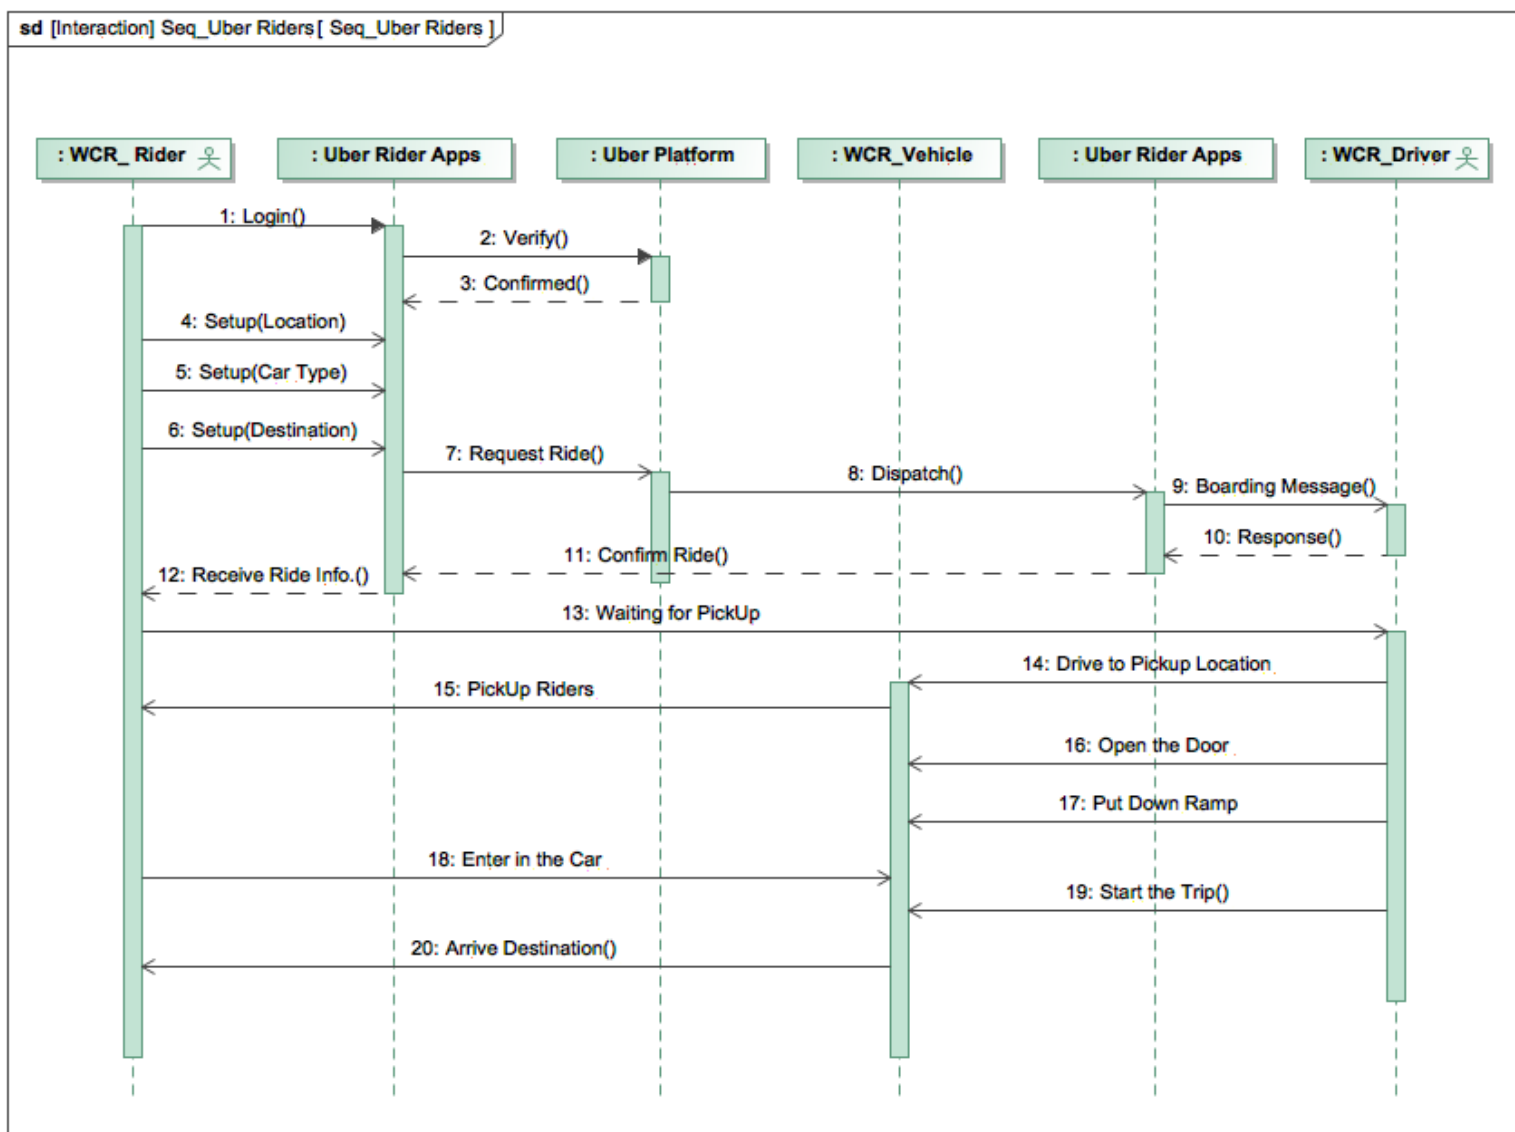 sd [Interaction] Seq_Uber Riders[ Seq_Uber Riders ]
: WCR_ Rider
: Uber Rider Apps
: Uber Platform
: WCR_Vehicle
: Uber Rider Apps
: WCR_Driver
1: Login()
2: Verify()
3: Confirmed()
4: Setup(Location)
5: Setup(Car Type)
6: Setup(Destination)
7: Request Ride()
8: Dispatch()
9: Boarding Message()
10: Response()
11: Confirm Ride()
12: Receive Ride Info.()
13: Waiting for PickUp
14: Drive to Pickup Location
15: PickUp Riders
16: Open the Door
17: Put Down Ramp
18: Enter in the Car
19: Start the Trip()
20: Arrive Destination()